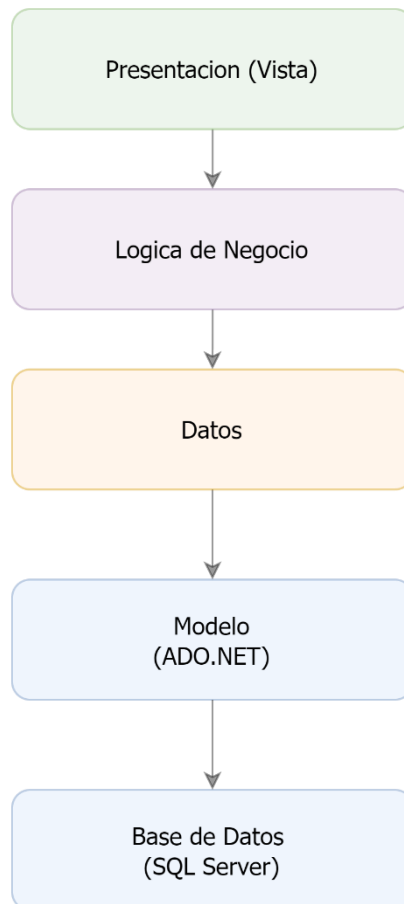 Presentacion (Vista)
Logica de Negocio
Datos
Modelo
(ADO.NET)
Base de Datos
(SQL Server)